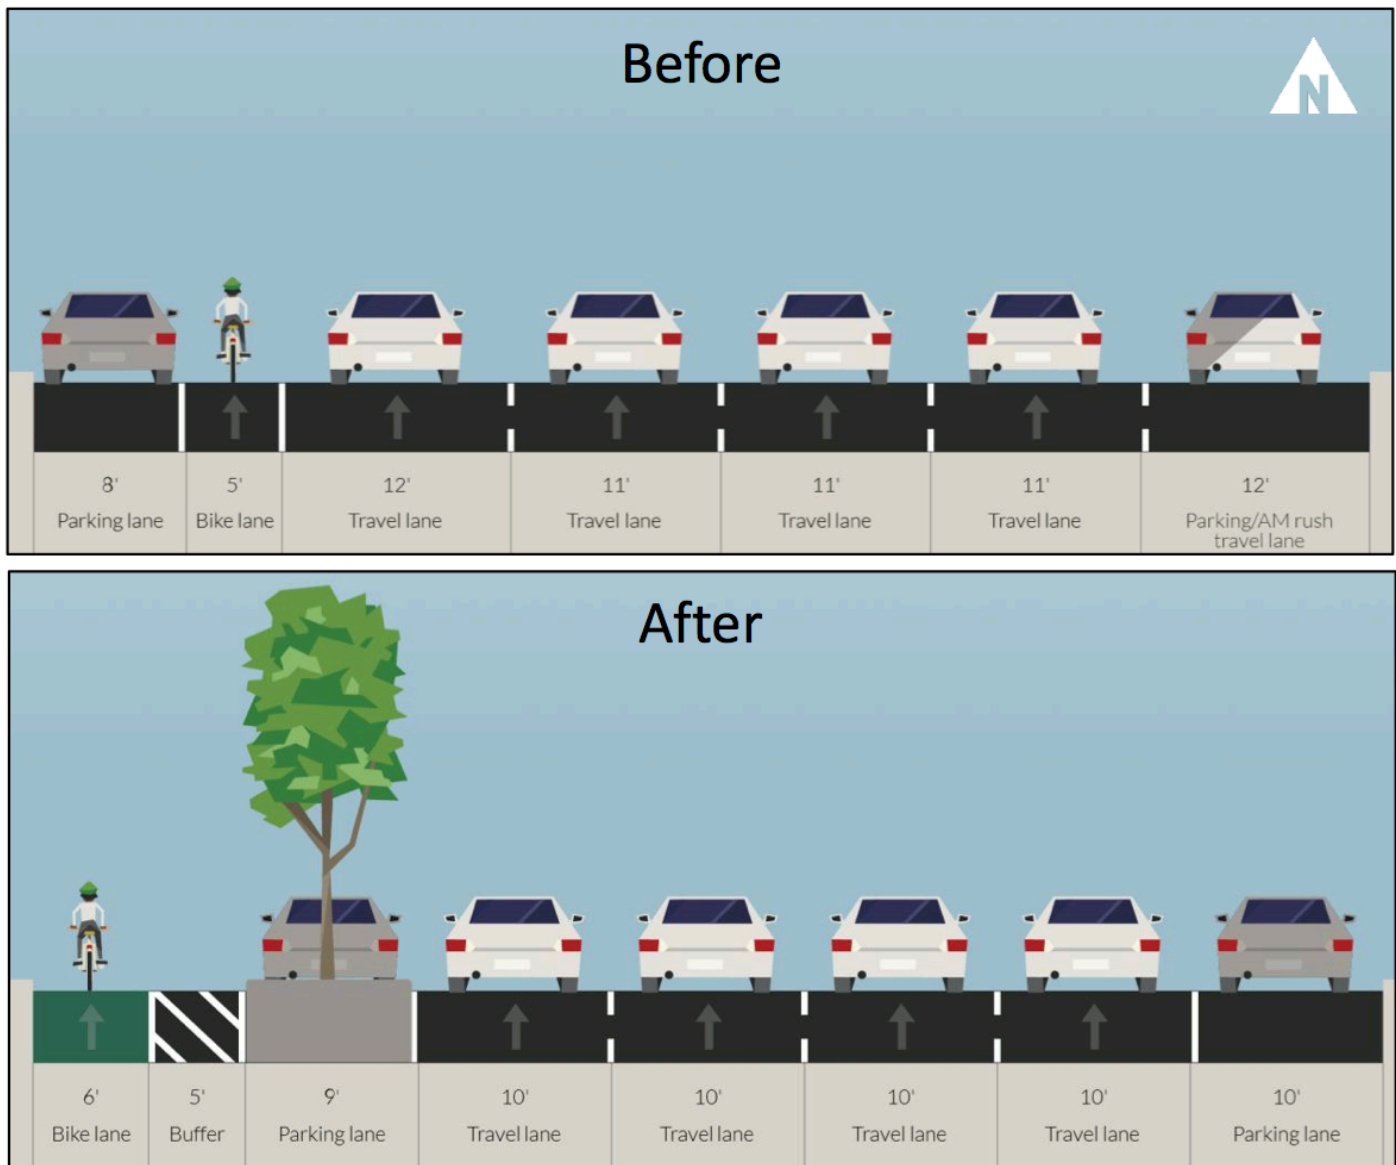 Before
N
8' 5' 12' 11' 11' 11' 12'
Parking lane Bike lane Travel lane Travel lane Travel lane Travel lane Parking/AM rush
travel lane
After
6' 5' 9' 10' 10' 10' 10' 10'
Bike lane Buffer Parking lane Travel lane Travel lane Travel lane Travel lane Parking lane